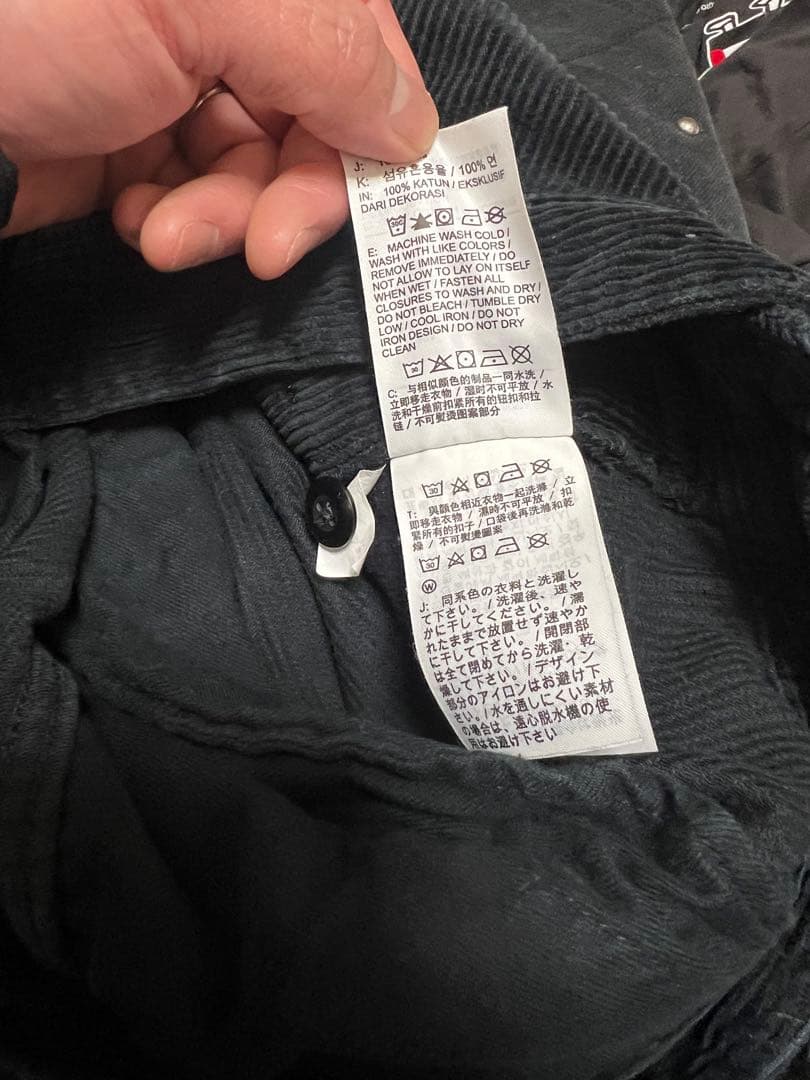 K: 섬유혼용율 / 100% 면
IN: 100% KATUN / EKSKLUSIF
DARI DEKORASI
E: MACHINE WASH COLD /
WASH WITH LIKE COLORS /
REMOVE IMMEDIATELY / DO
NOT ALLOW TO LAY ON ITSELF
WHEN WET / FASTEN ALL
CLOSURES TO WASH AND DRY /
DO NOT BLEACH / TUMBLE DRY
LOW / COOL IRON / DO NOT
IRON DESIGN / DO NOT DRY
CLEAN
30
C: 与相似颜色的制品一同水洗 /
立即移走衣物 / 湿时不可平放 / 水
洗和干燥前扣紧所有的钮扣和拉
链 / 不可熨烫图案部分
30
T: 與顏色相近衣物一起洗滌 / 立
即移走衣物 / 濕時不可平放 / 扣
緊所有的扣子 / 口袋後再洗滌和乾
燥 / 不可熨燙圖案
30
W
J: 同系色の衣料と洗濯し
て下さい。/ 洗濯後、速や
かに干してください。/ 濡
れたままで放置せず速やか
に干して下さい。/ 開閉部
は全て閉めてから洗濯、乾
燥して下さい。/ デザイン
部分のアイロンはお避け下
さい。/ 水を通しにくい素材
の場合は、遠心脱水機の使
用はお避け下さい